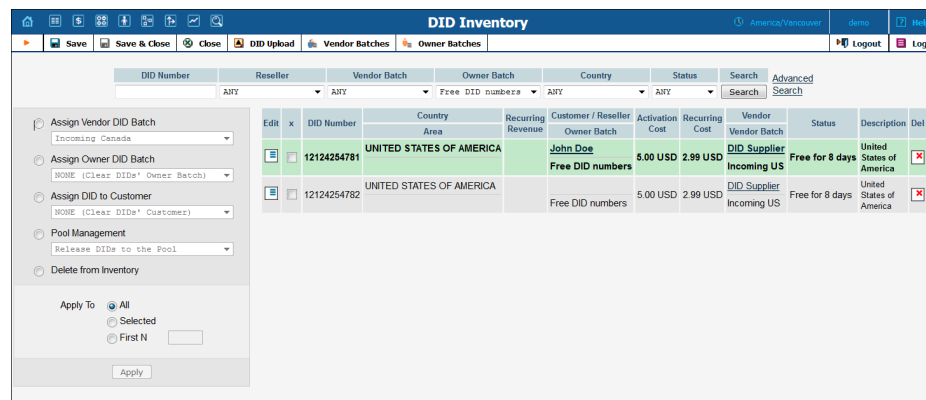 DID Inventory America/Vancouver demo Help
Save Save & Close Close DID Upload Vendor Batches Owner Batches Logout Log
DID Number Reseller Vendor Batch Owner Batch Country Status Search Advanced Search
ANY ANY Free DID numbers ANY ANY Search
Assign Vendor DID Batch
Incoming Canada
Assign Owner DID Batch
NONE (Clear DIDs' Owner Batch)
Assign DID to Customer
NONE (Clear DIDs' Customer)
Pool Management
Release DIDs to the Pool
Delete from Inventory
Apply To All
Selected
First N
Apply
Edit x DID Number Country Recurring Revenue Customer / Reseller Activation Cost Recurring Cost Vendor Status Description Del
Area Owner Batch Vendor Batch
12124254781 UNITED STATES OF AMERICA John Doe 5.00 USD 2.99 USD DID Supplier Free for 8 days United States of America
Free DID numbers Incoming US
12124254782 UNITED STATES OF AMERICA 5.00 USD 2.99 USD DID Supplier Free for 8 days United States of America
Free DID numbers Incoming US